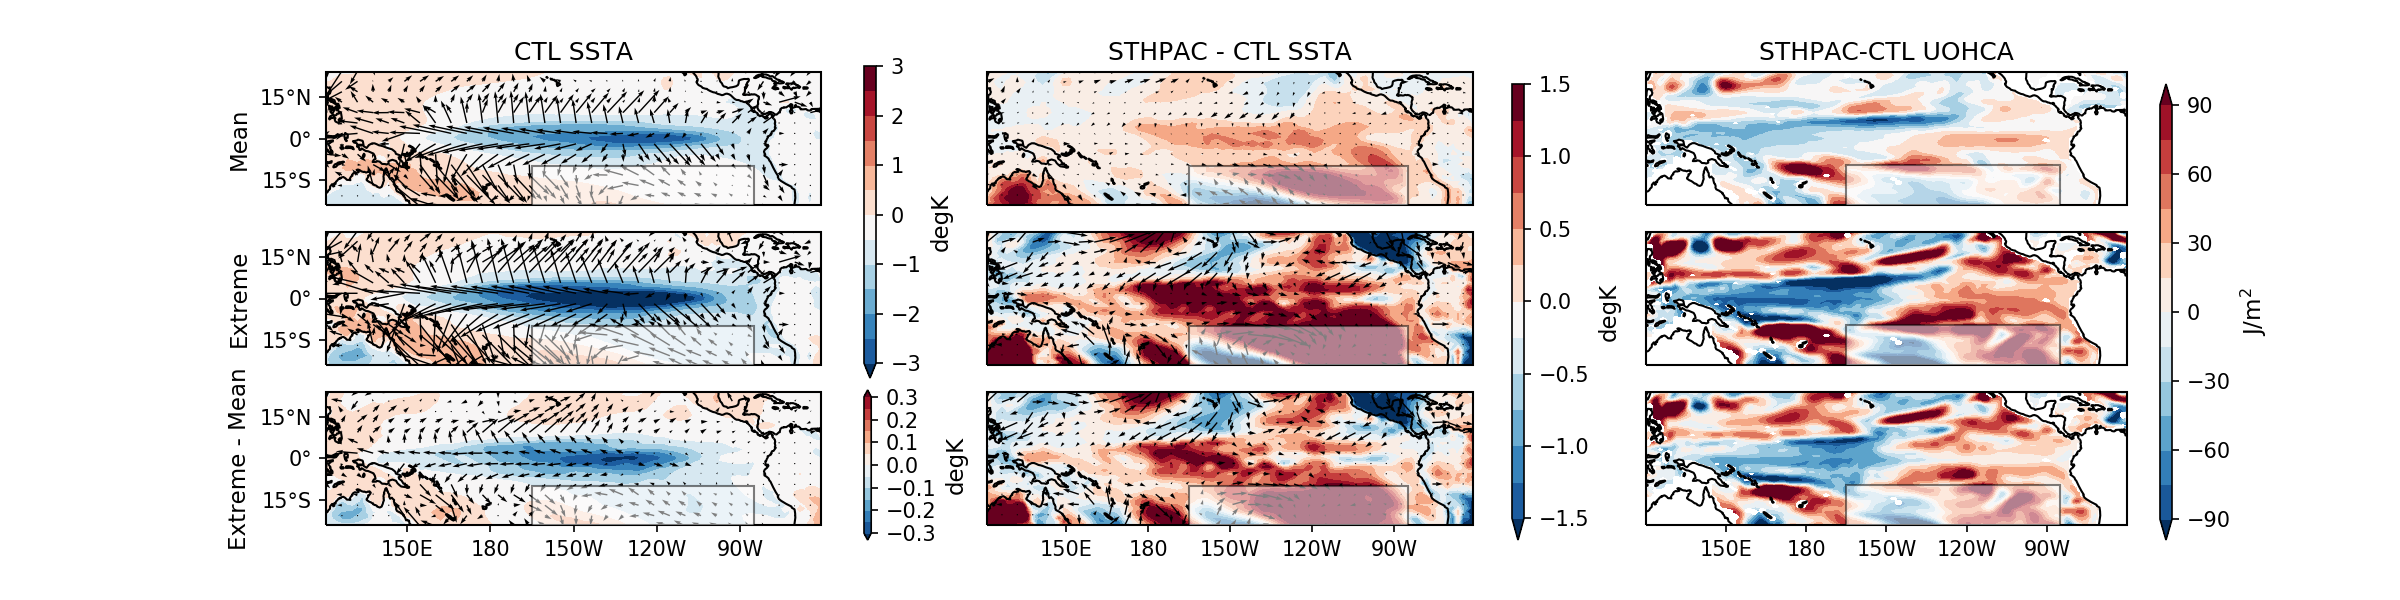 CTL SSTA
STHPAC - CTL SSTA
STHPAC-CTL UOHCA
Mean
15°N
0°
15°S
Extreme
15°N
0°
15°S
Extreme - Mean
15°N
0°
15°S
150E 180 150W 120W 90W
3
2
1
0
−1
−2
−3
degK
0.3
0.2
0.1
0.0
−0.1
−0.2
−0.3
degK
150E 180 150W 120W 90W
1.5
1.0
0.5
0.0
−0.5
−1.0
−1.5
degK
150E 180 150W 120W 90W
90
60
30
0
−30
−60
−90
J/m²